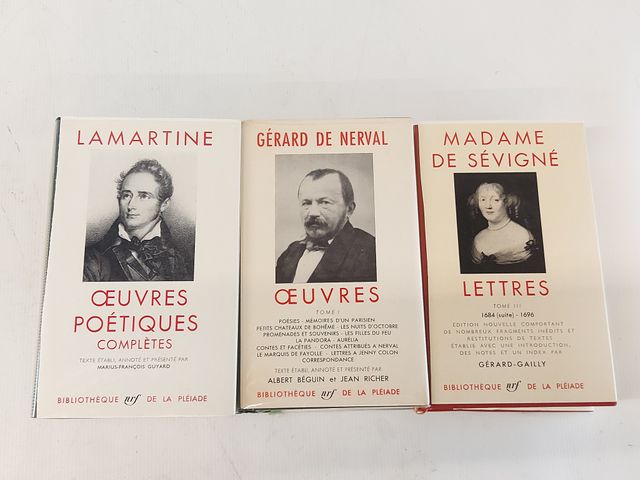 LAMARTINE
ŒUVRES
POÉTIQUES
COMPLÈTES
TEXTE ÉTABLI, ANNOTÉ ET PRÉSENTÉ PAR
MARIUS-FRANÇOIS GUYARD
BIBLIOTHÈQUE nrf DE LA PLÉIADE
GÉRARD DE NERVAL
ŒUVRES
TOME I
POÉSIES - MÉMOIRES D'UN PARISIEN
PETITS CHATEAUX DE BOHÊME - LES NUITS D'OCTOBRE
PROMENADES ET SOUVENIRS - LES FILLES DU FEU
LA PANDORA - AURÉLIA
CONTES ET FACÉTIES - CONTES ATTRIBUÉS A NERVAL
LE MARQUIS DE FAYOLLE - LETTRES A JENNY COLON
CORRESPONDANCE
TEXTE ÉTABLI, ANNOTÉ ET PRÉSENTÉ PAR
ALBERT BÉGUIN ET JEAN RICHER
BIBLIOTHÈQUE nrf DE LA PLÉIADE
MADAME
DE SÉVIGNÉ
LETTRES
TOME III
1684 (suite) - 1696
ÉDITION NOUVELLE COMPORTANT
DE NOMBREUX FRAGMENTS INÉDITS ET
RESTITUTIONS DE TEXTES
ÉTABLIE AVEC UNE INTRODUCTION,
DES NOTES ET UN INDEX PAR
GÉRARD-GAILLY
BIBLIOTHÈQUE nrf DE LA PLÉIADE